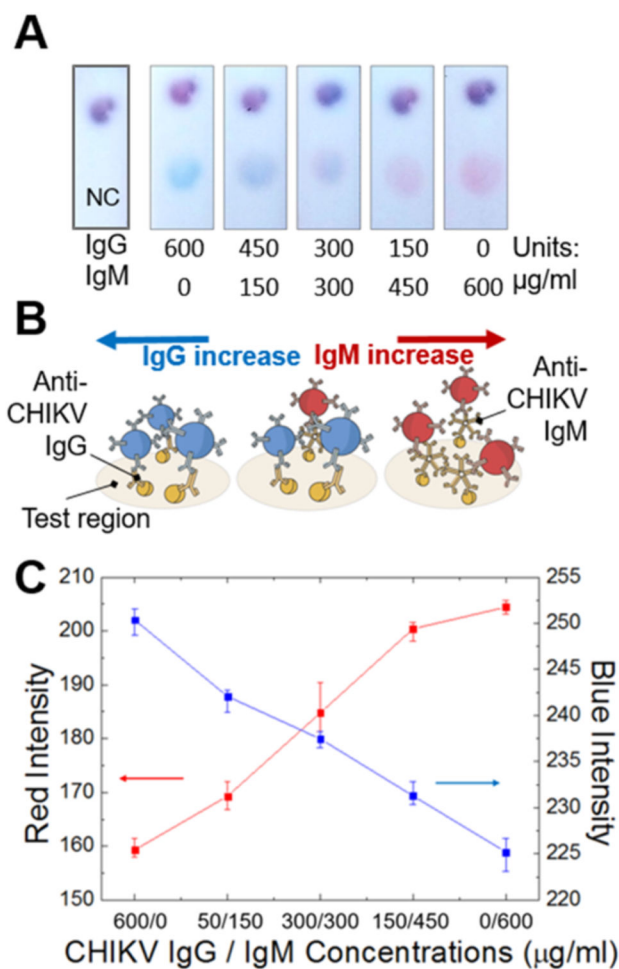 A
NC
IgG 600 450 300 150 0 Units:
IgM 0 150 300 450 600 µg/ml
B
IgG increase IgM increase
Anti-
CHIKV
IgG
Anti-
CHIKV
IgM
Test region
C
210
200
190
180
170
160
150
Red Intensity
255
250
245
240
235
230
225
220
Blue Intensity
600/0 50/150 300/300 150/450 0/600
CHIKV IgG / IgM Concentrations (µg/ml)